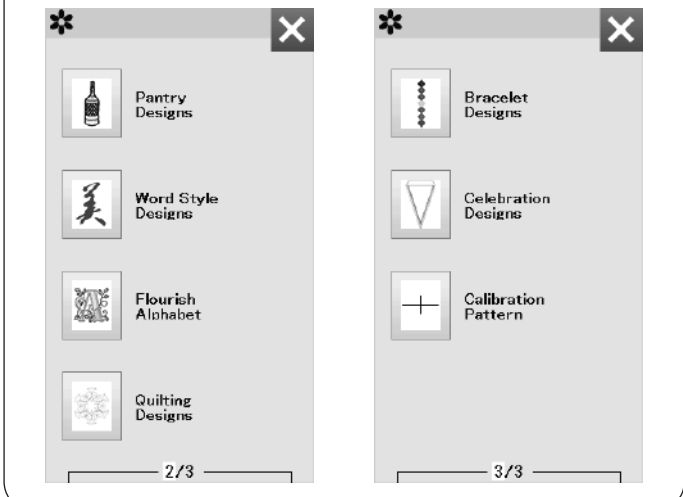 Pantry
Designs
美
Word Style
Designs
Flourish
Alphabet
Quilting
Designs
2/3
Bracelet
Designs
Celebration
Designs
Calibration
Pattern
3/3